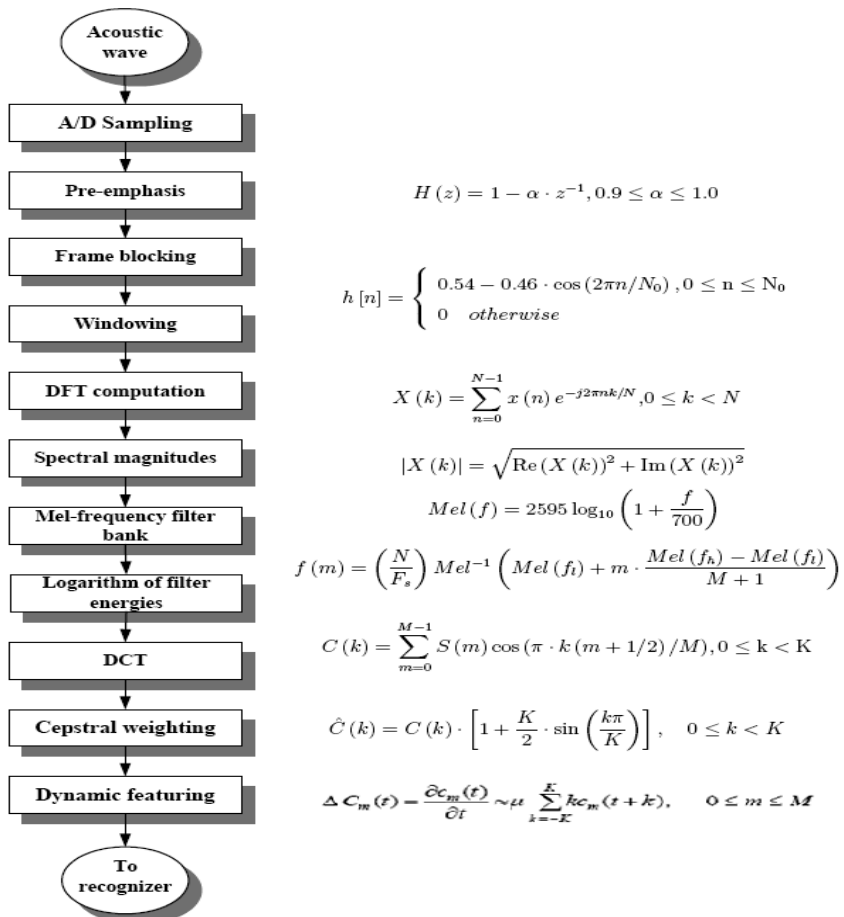 Acoustic
wave
A/D Sampling
Pre-emphasis
H (z) = 1 − α · z⁻¹, 0.9 ≤ α ≤ 1.0
Frame blocking
h [n] = { 0.54 − 0.46 · cos (2πn/N₀) , 0 ≤ n ≤ N₀
0 otherwise
Windowing
DFT computation
X (k) = ∑_{n=0}^{N−1} x (n) e^{−j2πnk/N}, 0 ≤ k < N
Spectral magnitudes
|X (k)| = √(Re (X (k))² + Im (X (k))²)
Mel (f) = 2595 log₁₀ (1 + f/700)
Mel-frequency filter
bank
f (m) = (N/F_s) Mel⁻¹ (Mel (f_l) + m · (Mel (f_h) − Mel (f_l))/(M + 1))
Logarithm of filter
energies
DCT
C (k) = ∑_{m=0}^{M−1} S (m) cos (π · k (m + 1/2) /M), 0 ≤ k < K
Cepstral weighting
Ĉ (k) = C (k) · [1 + K/2 · sin (kπ/K)] , 0 ≤ k < K
Dynamic featuring
Δ C_m(t) = ∂c_m(t)/∂t ~ μ ∑_{k=−K}^{K} kc_m(t + k), 0 ≤ m ≤ M
To
recognizer